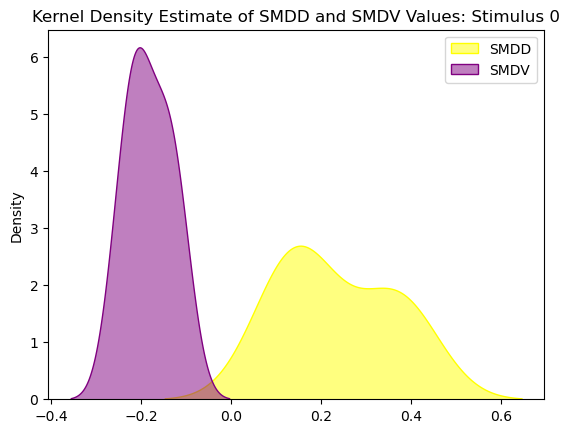 Kernel Density Estimate of SMDD and SMDV Values: Stimulus 0
SMDD
SMDV
Density
6
5
4
3
2
1
0
−0.4 −0.2 0.0 0.2 0.4 0.6